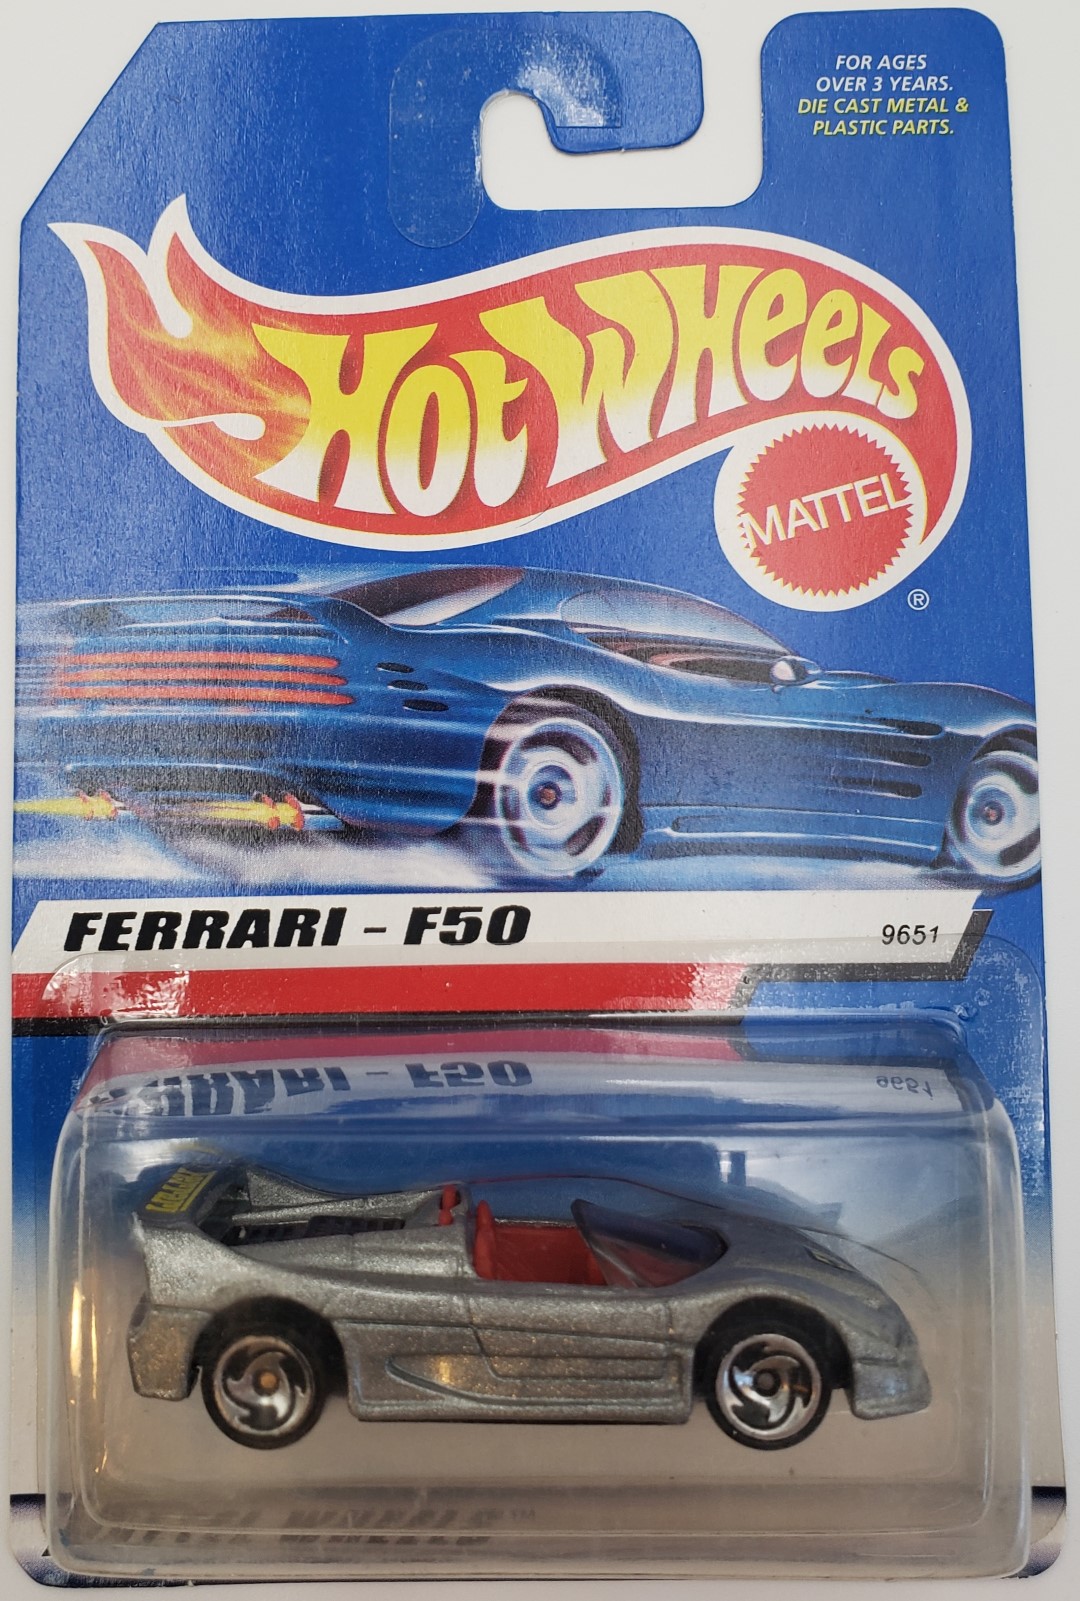 FOR AGES
OVER 3 YEARS.
DIE CAST METAL &
PLASTIC PARTS.
HOT WHEELS
MATTEL
®
FERRARI - F50
9651